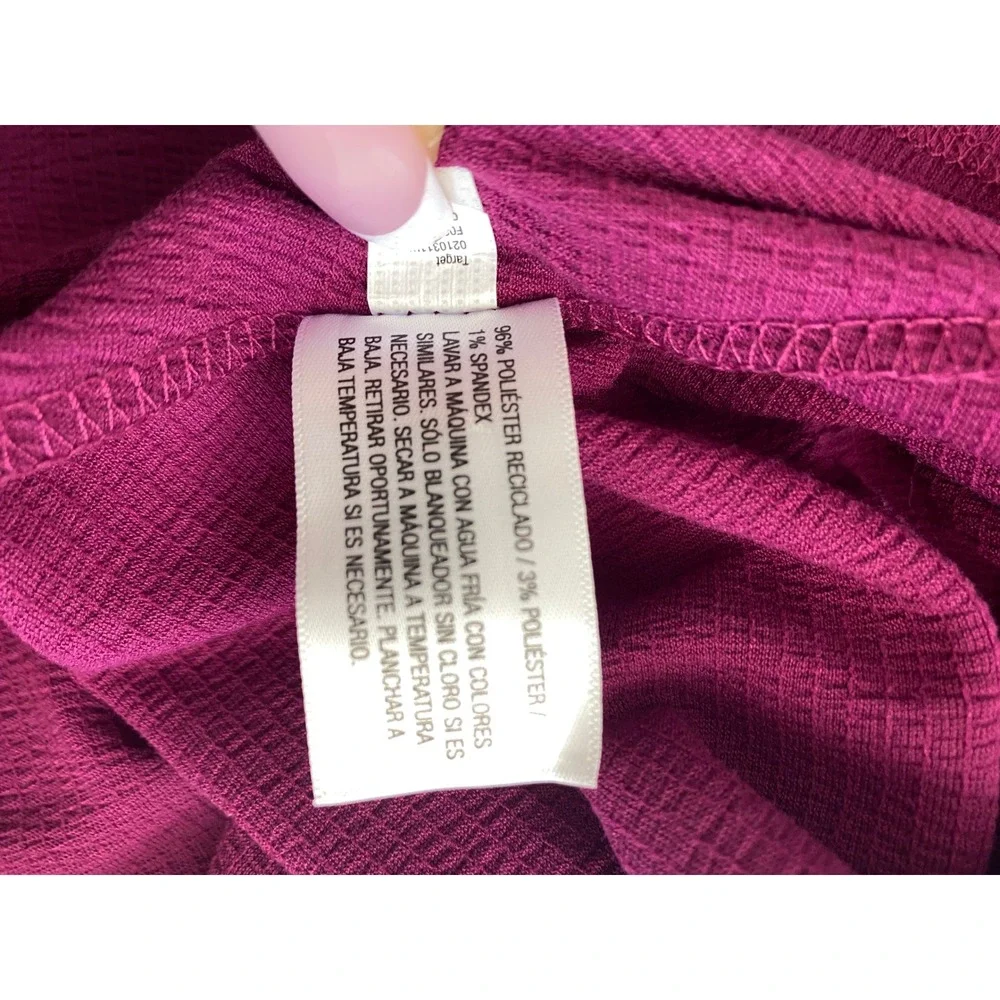 96% POLIÉSTER RECICLADO / 3% POLIÉSTER /
1% SPANDEX
LAVAR A MÁQUINA CON AGUA FRÍA CON COLORES
SIMILARES. SÓLO BLANQUEADOR SIN CLORO SI ES
NECESARIO. SECAR A MÁQUINA A TEMPERATURA
BAJA. RETIRAR OPORTUNAMENTE. PLANCHAR A
BAJA TEMPERATURA SI ES NECESARIO.
Target